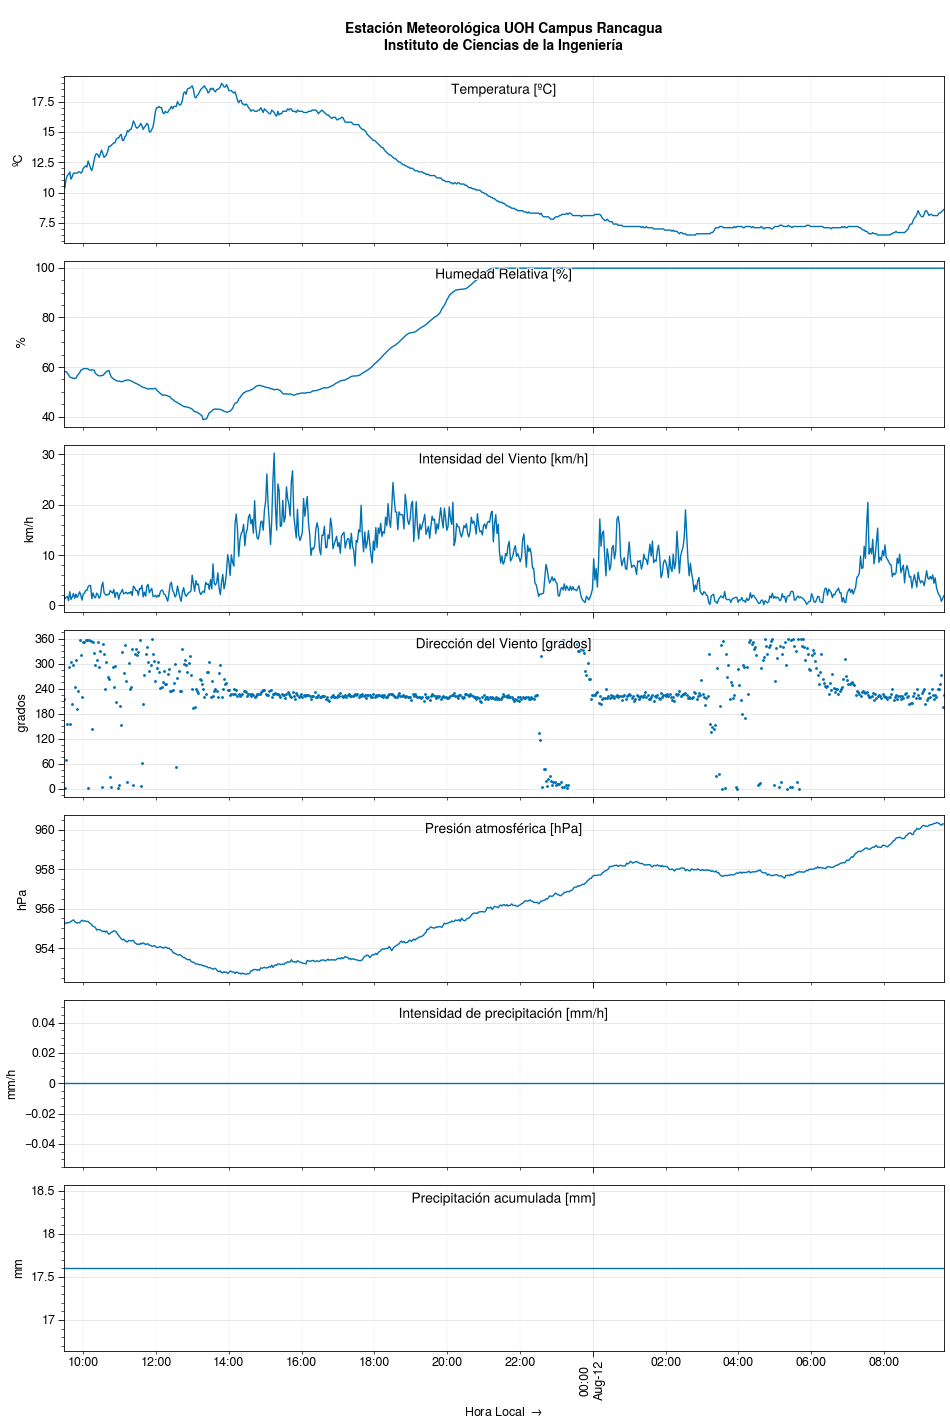 Estación Meteorológica UOH Campus Rancagua
Instituto de Ciencias de la Ingeniería
Temperatura [ºC]
17.5
15
12.5
10
7.5
ºC
Humedad Relativa [%]
100
80
60
40
%
Intensidad del Viento [km/h]
30
20
10
0
km/h
Dirección del Viento [grados]
360
300
240
180
120
60
0
grados
Presión atmosférica [hPa]
960
958
956
954
hPa
Intensidad de precipitación [mm/h]
0.04
0.02
0
−0.02
−0.04
mm/h
Precipitación acumulada [mm]
18.5
18
17.5
17
mm
10:00 12:00 14:00 16:00 18:00 20:00 22:00 00:00 02:00 04:00 06:00 08:00
Aug-12
Hora Local →